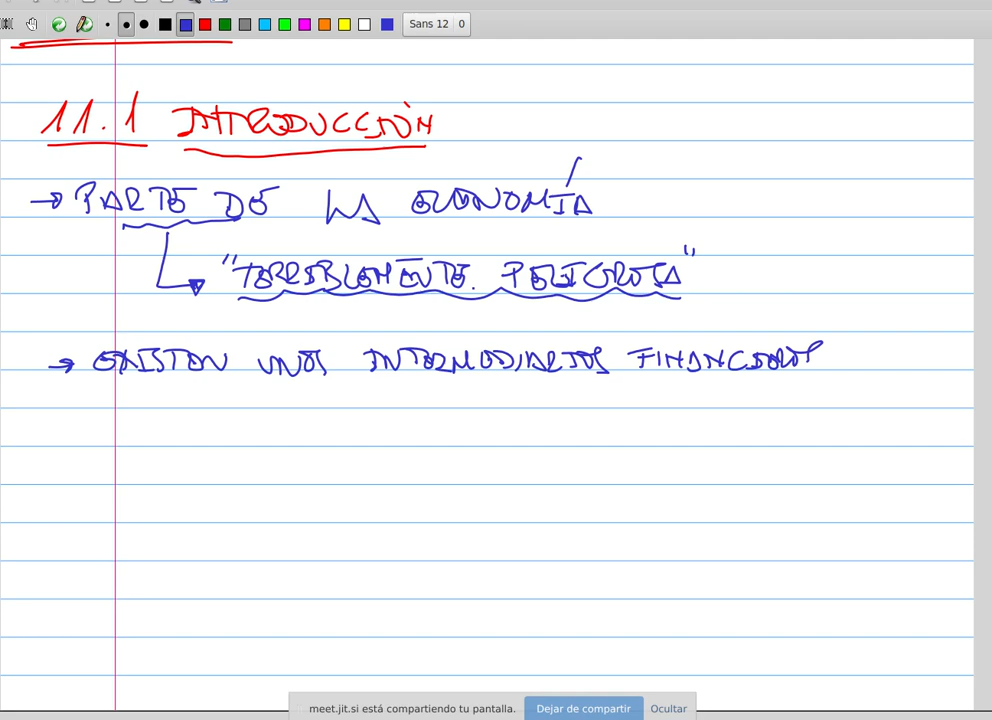 Sans 12 0
11.1 INTRODUCCIÓN
→ PARTE DE LA ECONOMÍA
"TERRIBLEMENTE PELIGROSA"
→ EXISTEN UNOS INTERMEDIARIOS FINANCIEROS
meet.jit.si está compartiendo tu pantalla. Dejar de compartir Ocultar